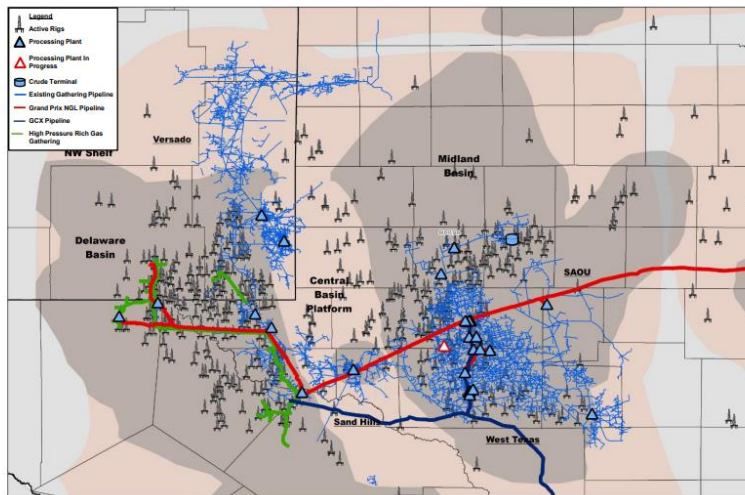 Legend
Active Rigs
Processing Plant
Processing Plant In
Progress
Crude Terminal
Existing Gathering Pipeline
Grand Prix NGL Pipeline
GCX Pipeline
High Pressure Rich Gas
Gathering
Versado
NW Shelf
Midland
Basin
Delaware
Basin
SAOU
Central
Basin
Platform
Sand Hills
West Texas